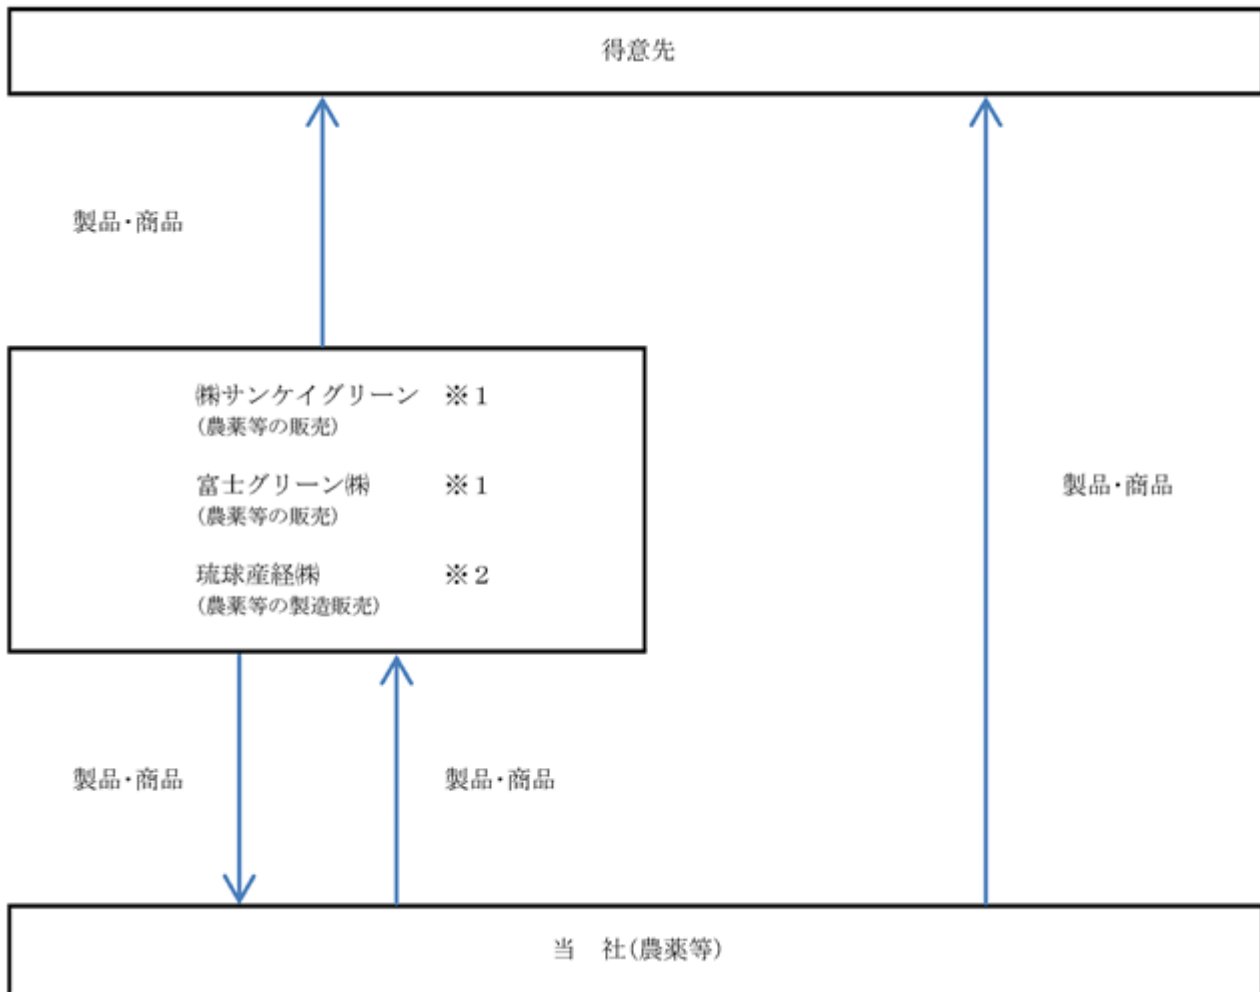 得意先
製品・商品
㈱サンケイグリーン　※１
(農薬等の販売)
富士グリーン㈱　※１
(農薬等の販売)
製品・商品
琉球産経㈱　※２
(農薬等の製造販売)
製品・商品
製品・商品
当　社(農薬等)